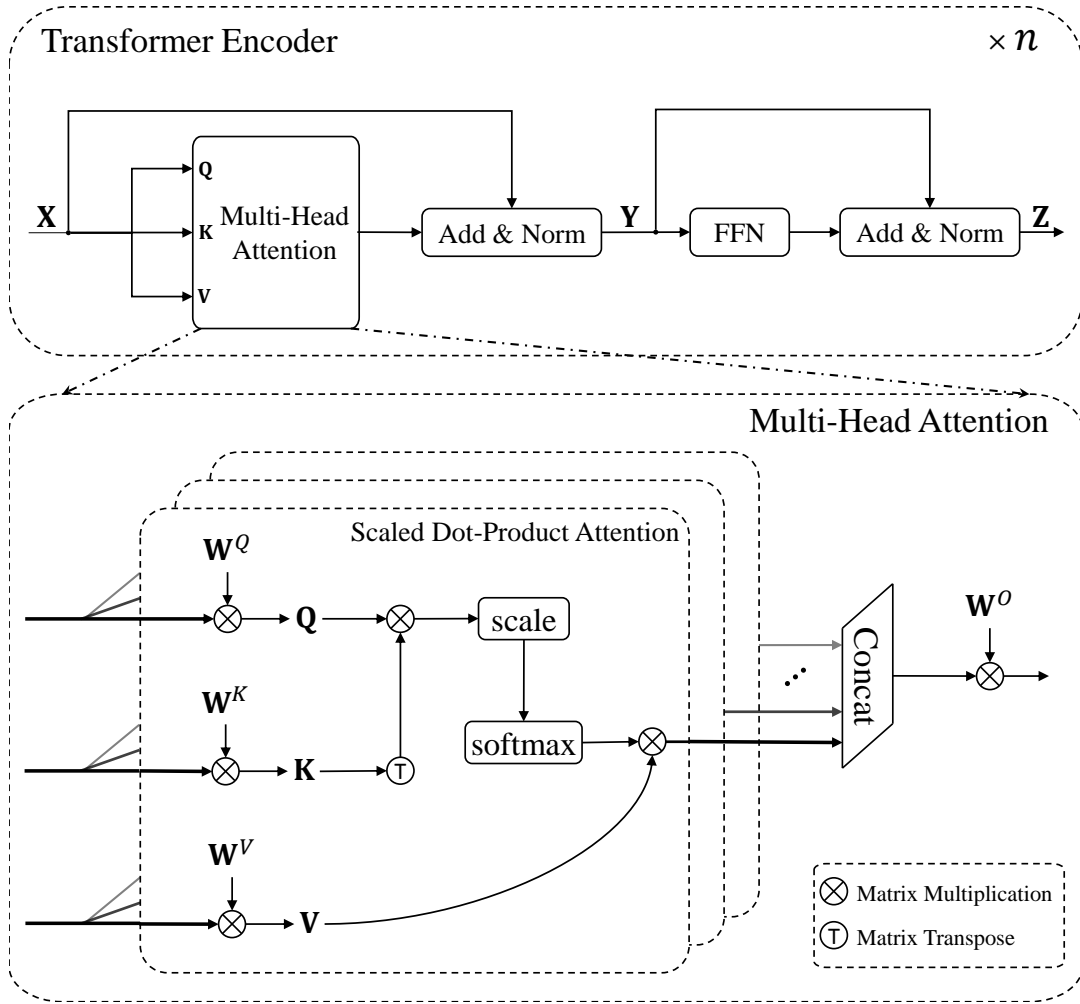 Transformer Encoder
× n
X
Q
K
V
Multi-Head
Attention
Add & Norm
Y
FFN
Add & Norm
Z
Multi-Head Attention
Scaled Dot-Product Attention
W^Q
Q
scale
W^K
K
T
softmax
W^V
V
Concat
W^O
Matrix Multiplication
T Matrix Transpose